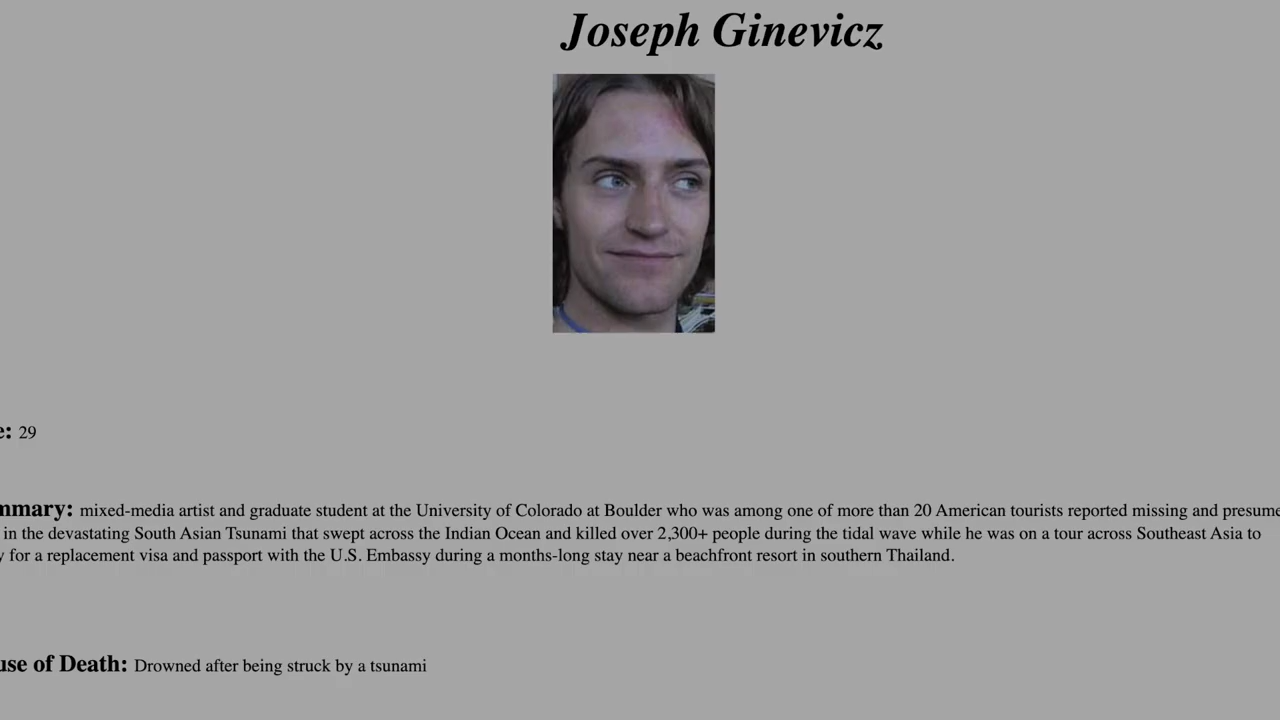 Joseph Ginevicz
e: 29
mmary: mixed-media artist and graduate student at the University of Colorado at Boulder who was among one of more than 20 American tourists reported missing and presume
in the devastating South Asian Tsunami that swept across the Indian Ocean and killed over 2,300+ people during the tidal wave while he was on a tour across Southeast Asia to
y for a replacement visa and passport with the U.S. Embassy during a months-long stay near a beachfront resort in southern Thailand.
use of Death: Drowned after being struck by a tsunami